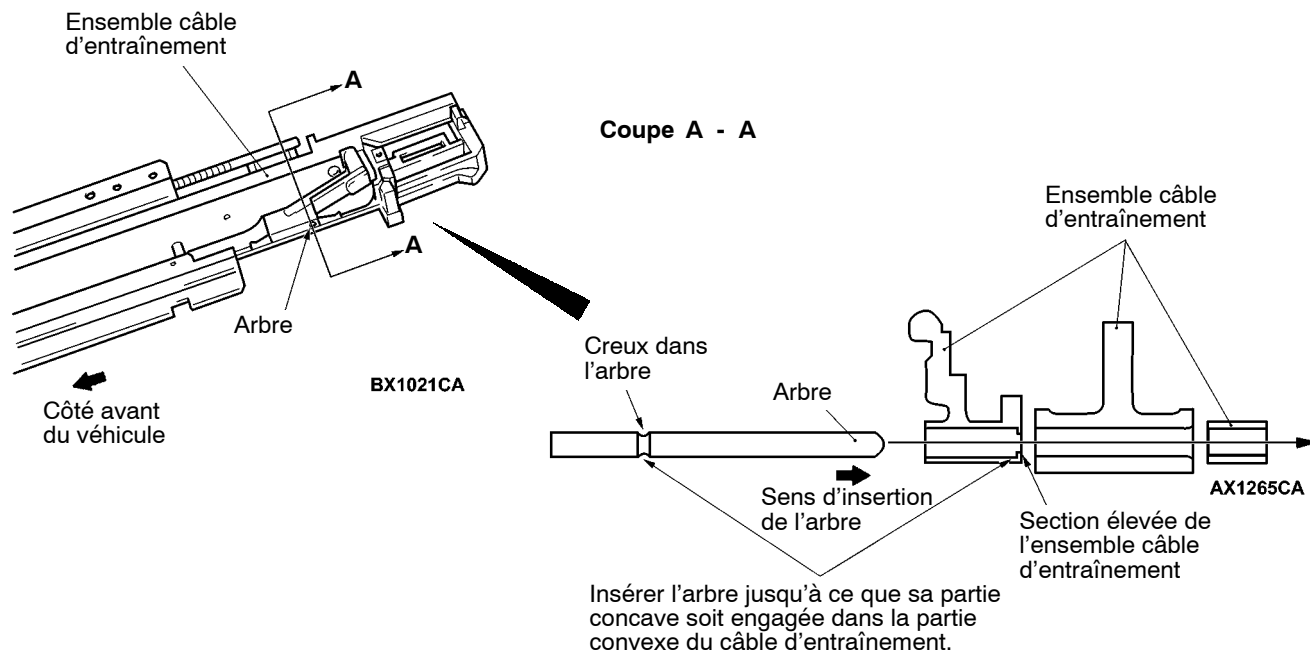 Ensemble câble
d'entraînement
A
Coupe A - A
A
Arbre
BX1021CA
Côté avant
du véhicule
Ensemble câble
d'entraînement
Creux dans
l'arbre
Arbre
Sens d'insertion
de l'arbre
AX1265CA
Section élevée de
l'ensemble câble
d'entraînement
Insérer l'arbre jusqu'à ce que sa partie
concave soit engagée dans la partie
convexe du câble d'entraînement.